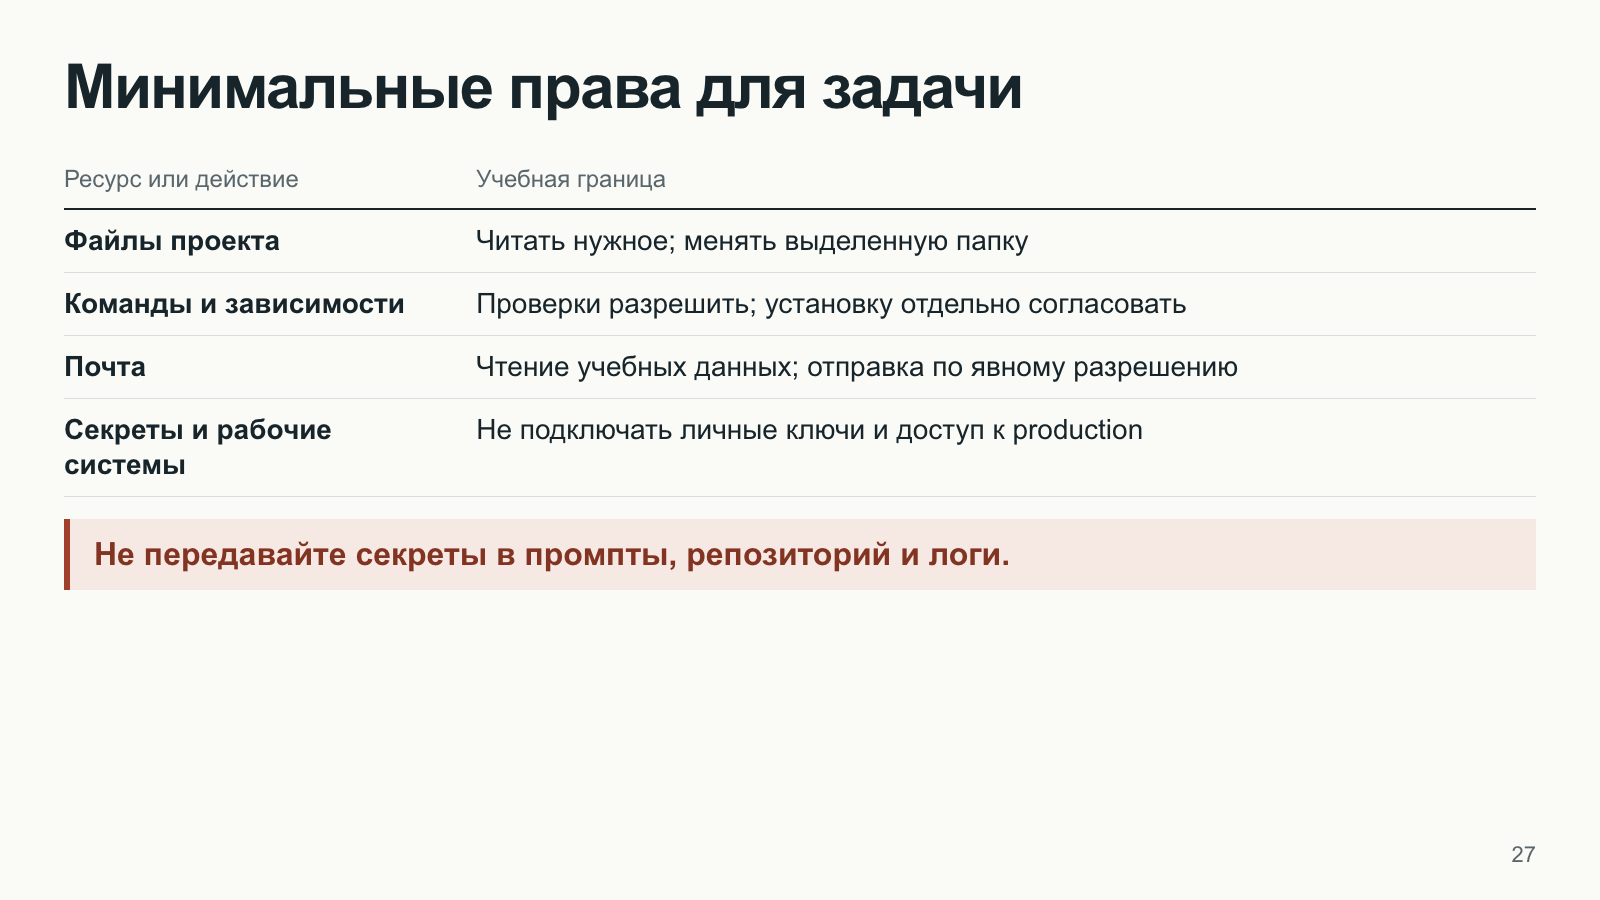 Минимальные права для задачи
Ресурс или действие Учебная граница
Файлы проекта Читать нужное; менять выделенную папку
Команды и зависимости Проверки разрешить; установку отдельно согласовать
Почта Чтение учебных данных; отправка по явному разрешению
Секреты и рабочие системы Не подключать личные ключи и доступ к production
Не передавайте секреты в промпты, репозиторий и логи.
27